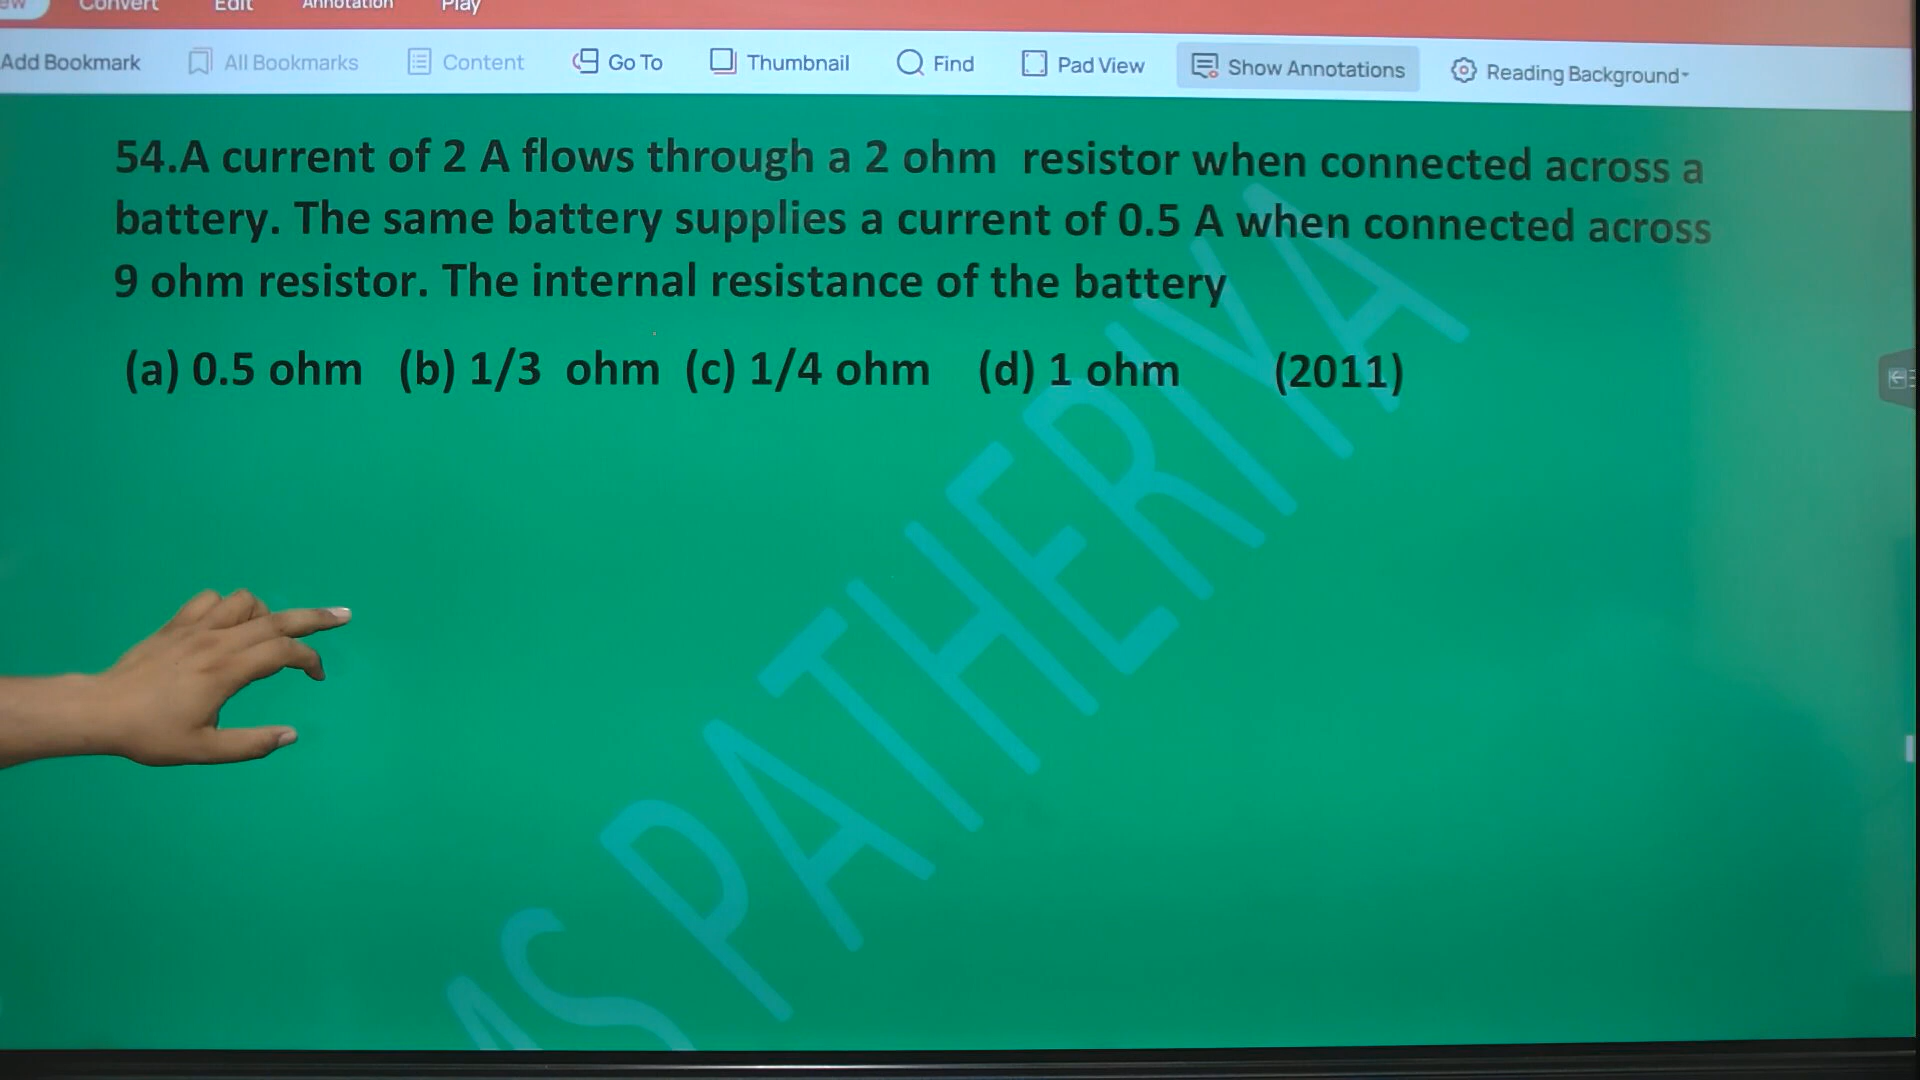 Convert Edit Annotation Play
Add Bookmark All Bookmarks Content Go To Thumbnail Find Pad View Show Annotations Reading Background
54.A current of 2 A flows through a 2 ohm resistor when connected across a
battery. The same battery supplies a current of 0.5 A when connected across
9 ohm resistor. The internal resistance of the battery
(a) 0.5 ohm (b) 1/3 ohm (c) 1/4 ohm (d) 1 ohm (2011)
MS PATHERIYA